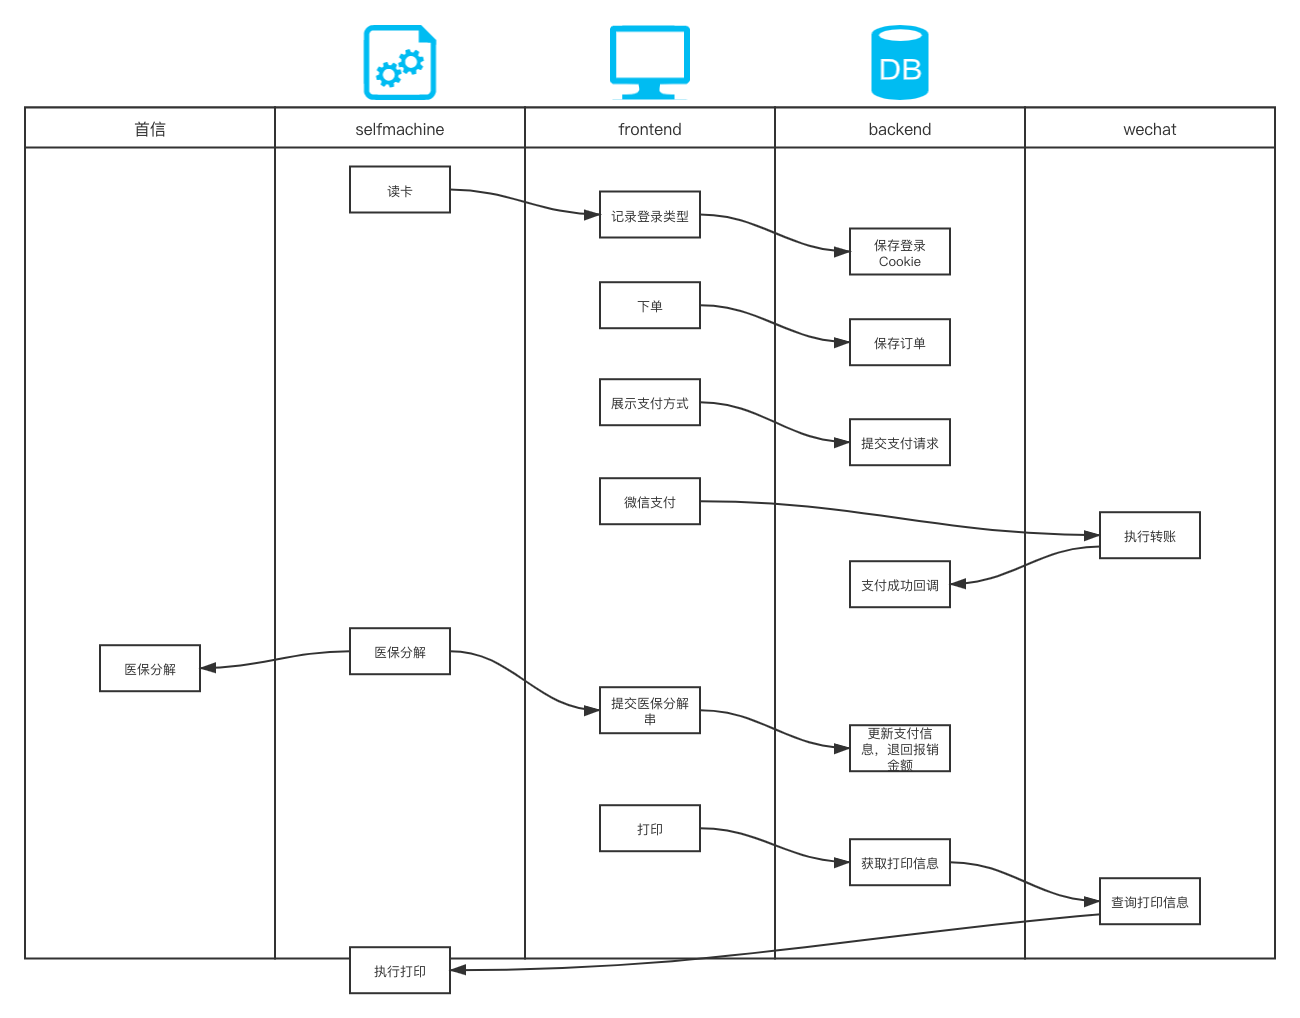 DB
首信
selfmachine
frontend
backend
wechat
读卡
记录登录类型
保存登录
Cookie
下单
保存订单
展示支付方式
提交支付请求
微信支付
执行转账
支付成功回调
医保分解
医保分解
提交医保分解
串
更新支付信
息，退回报销
金额
打印
获取打印信息
查询打印信息
执行打印